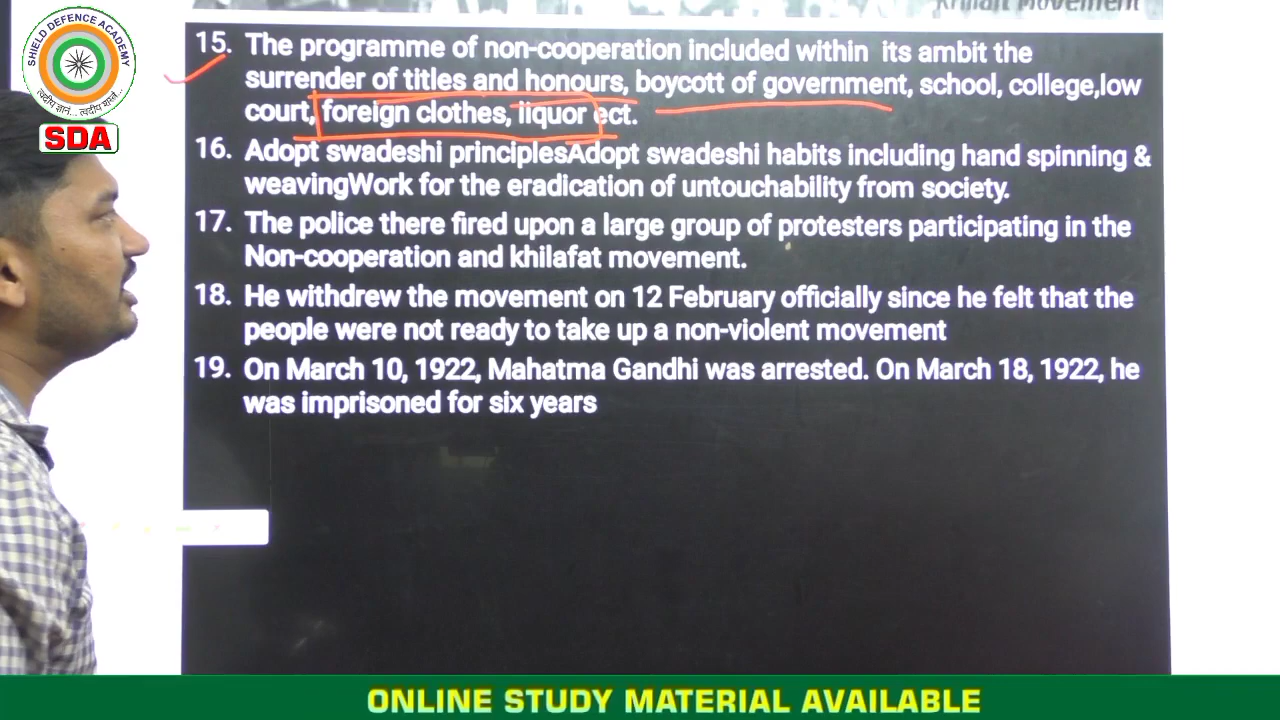 Khilaft Movement
SHIELD DEFENCE ACADEMY
SDA
15. The programme of non-cooperation included within its ambit the
surrender of titles and honours, boycott of government, school, college,low
court, foreign clothes, liquor ect.
16. Adopt swadeshi principlesAdopt swadeshi habits including hand spinning &
weavingWork for the eradication of untouchability from society.
17. The police there fired upon a large group of protesters participating in the
Non-cooperation and khilafat movement.
18. He withdrew the movement on 12 February officially since he felt that the
people were not ready to take up a non-violent movement
19. On March 10, 1922, Mahatma Gandhi was arrested. On March 18, 1922, he
was imprisoned for six years
ONLINE STUDY MATERIAL AVAILABLE